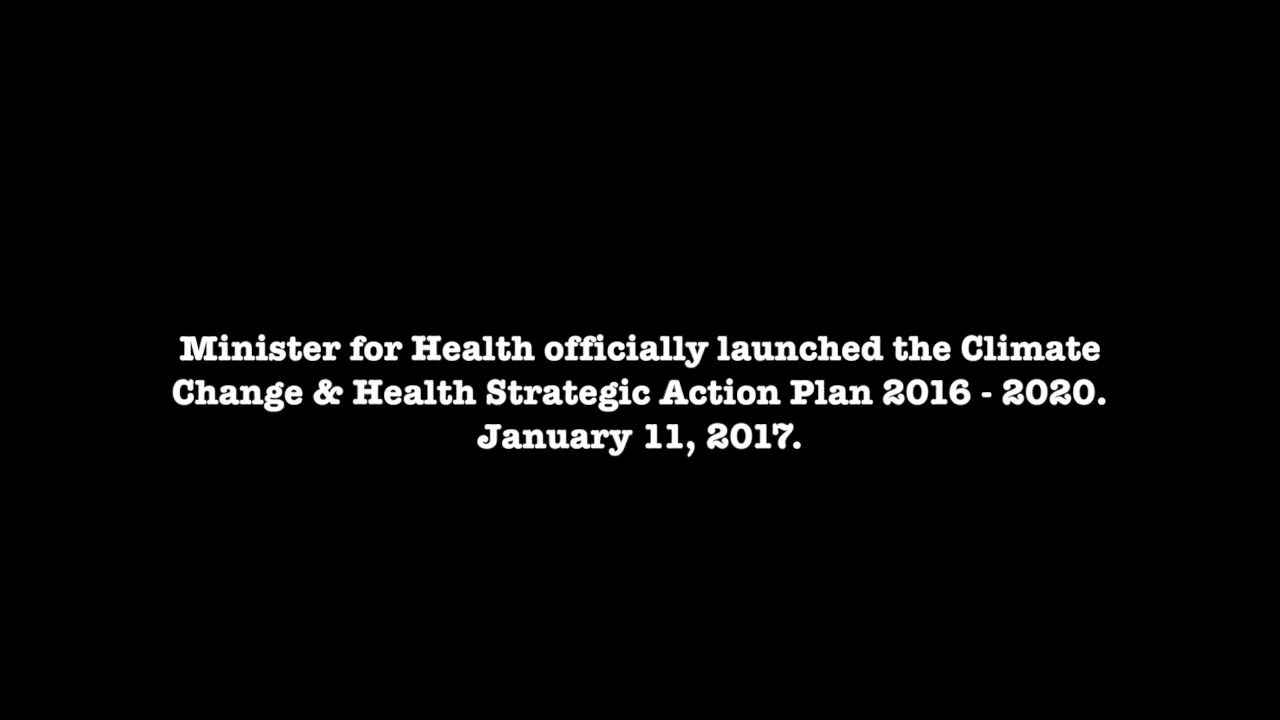 Minister for Health officially launched the Climate
Change & Health Strategic Action Plan 2016 - 2020.
January 11, 2017.